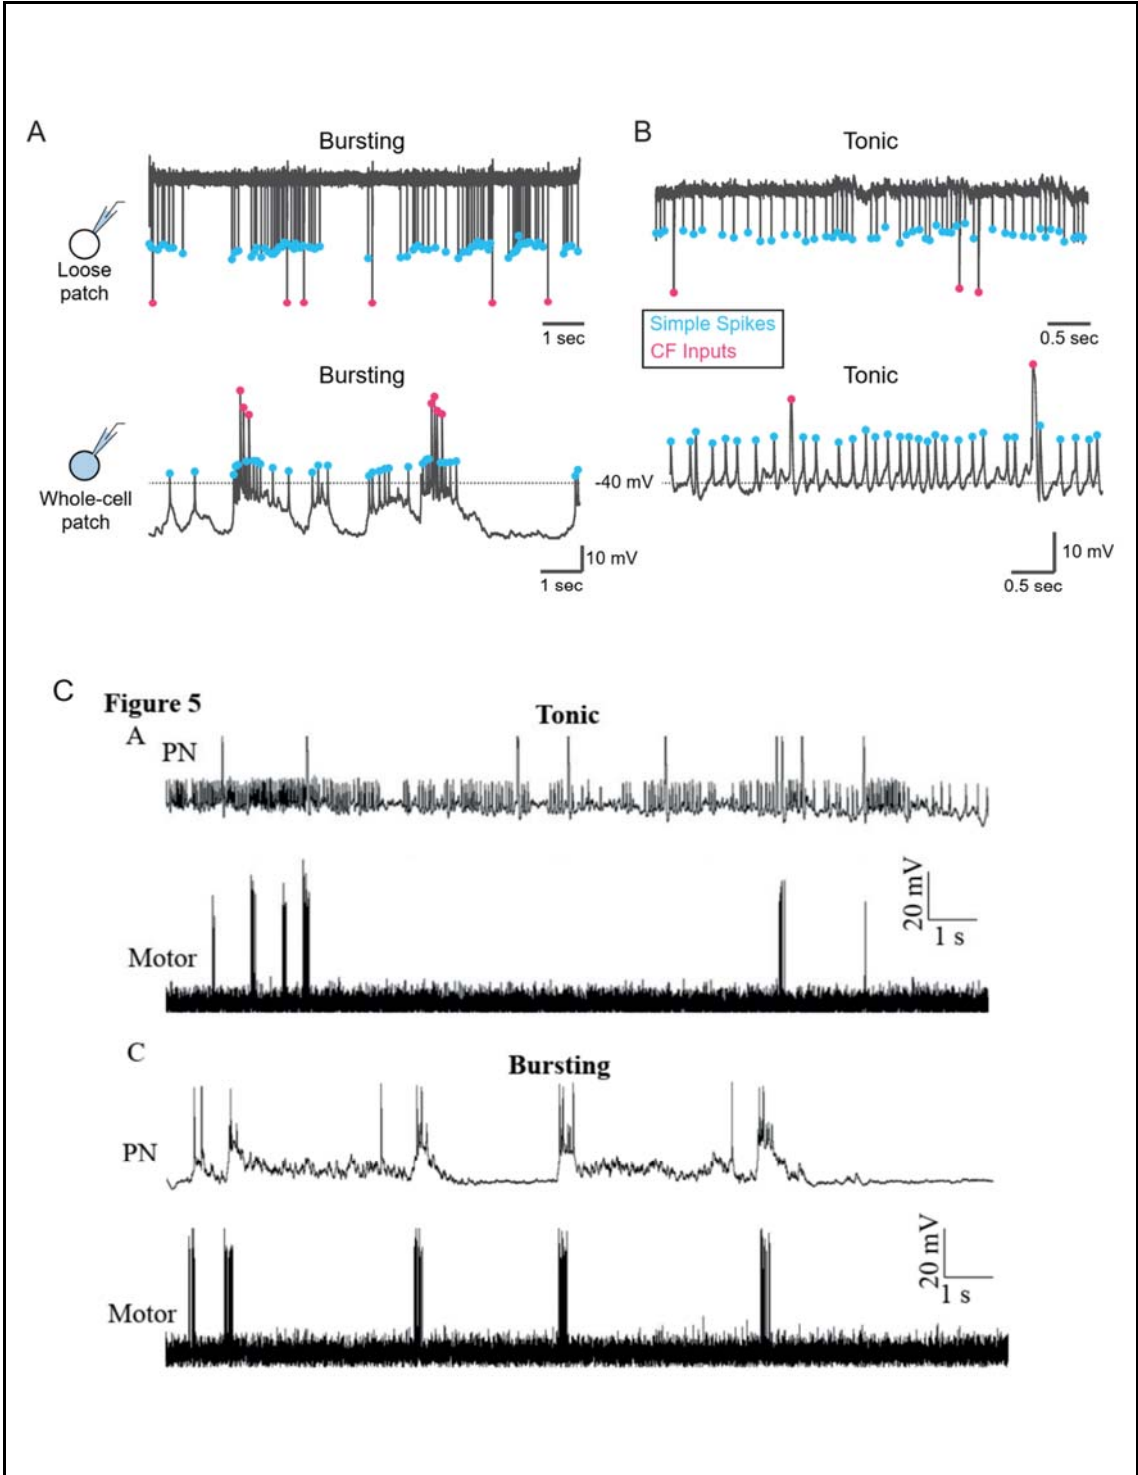 A
Bursting
Loose
patch
1 sec
B
Tonic
Simple Spikes
CF Inputs
0.5 sec
Bursting
Whole-cell
patch
-40 mV
10 mV
1 sec
Tonic
10 mV
0.5 sec
C
Figure 5
A
Tonic
PN
Motor
20 mV
1 s
C
Bursting
PN
Motor
20 mV
1 s